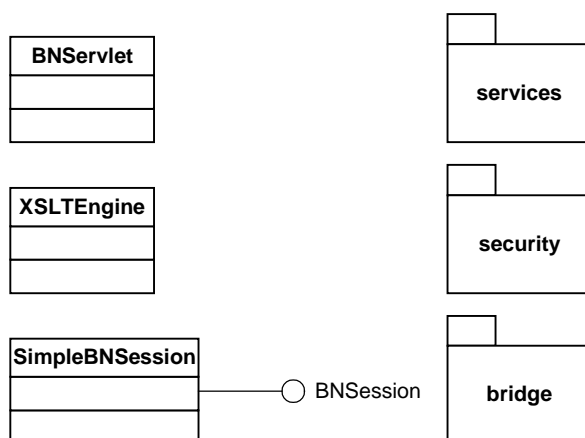 BNServlet
services
XSLTEngine
security
SimpleBNSession
BNSession
bridge